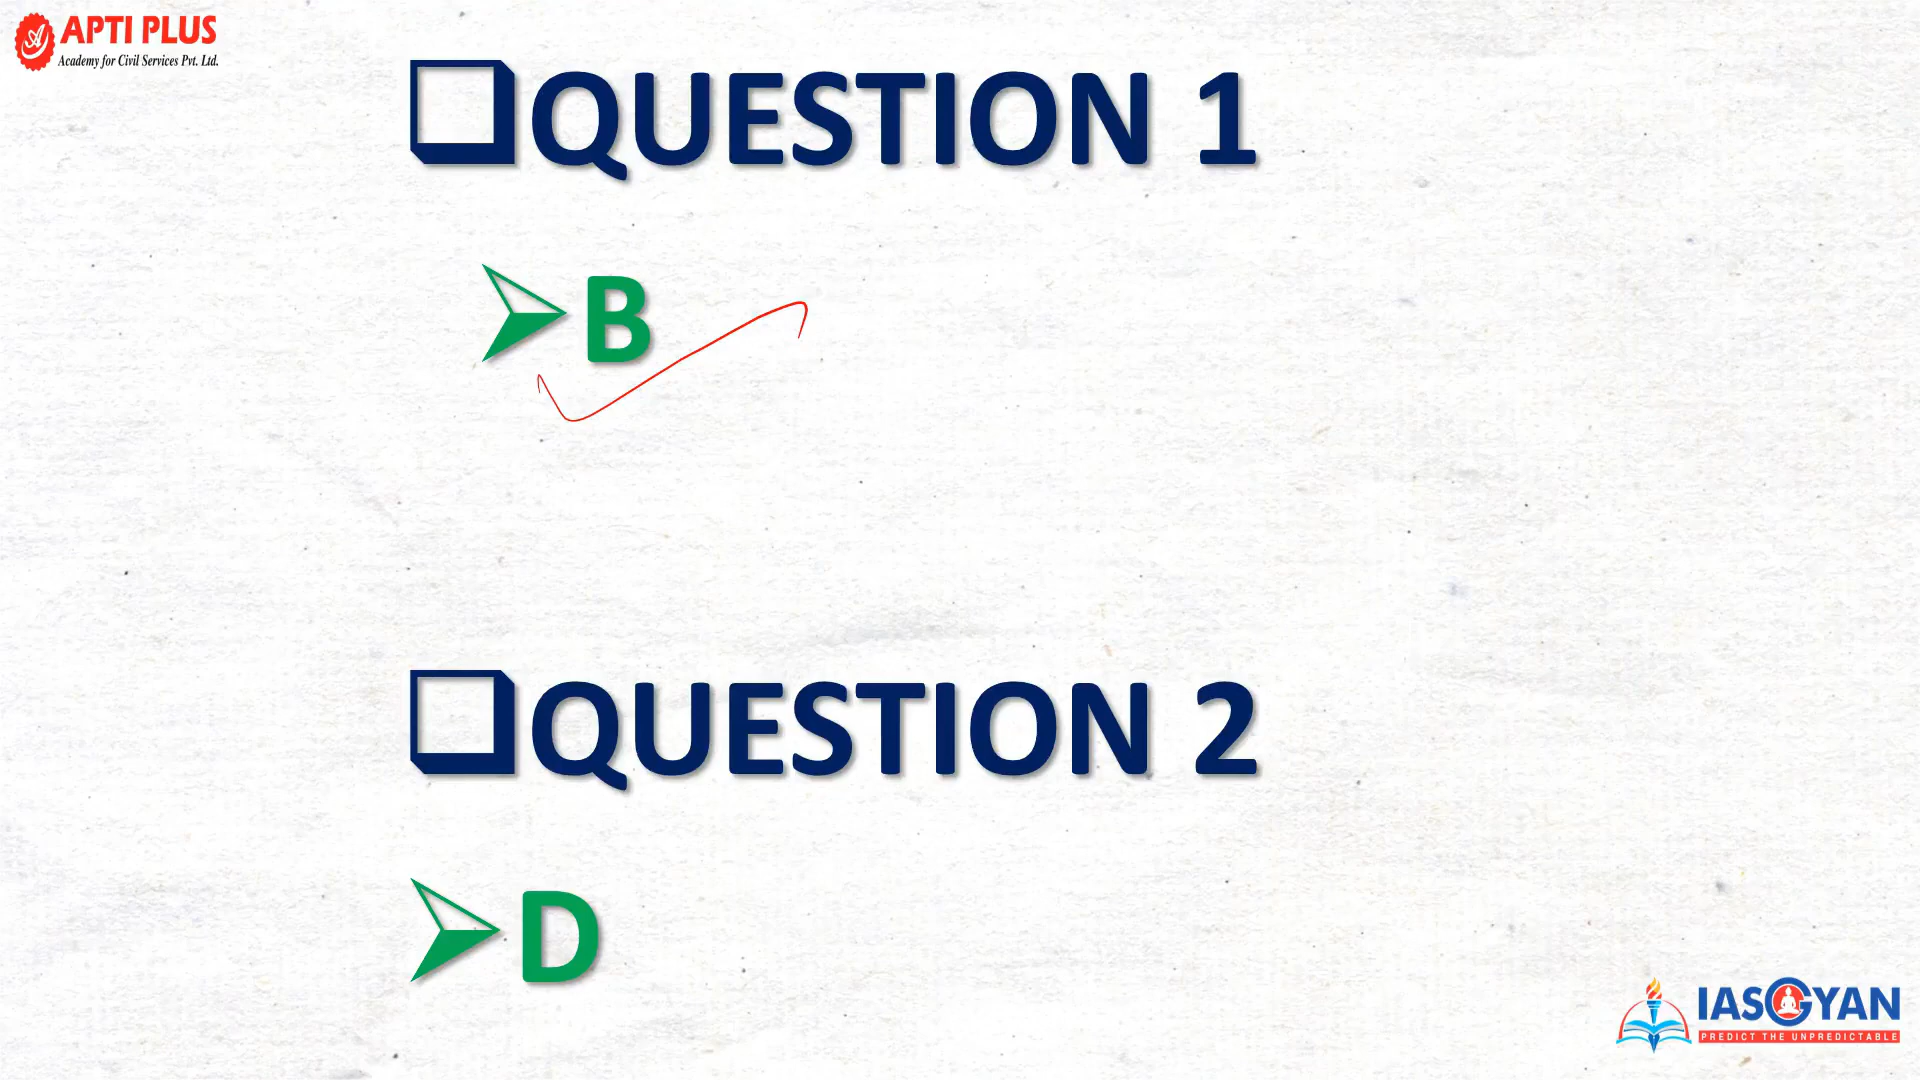 APTI PLUS
Academy for Civil Services Pvt. Ltd.
QUESTION 1
B
QUESTION 2
D
IASGYAN
PREDICT THE UNPREDICTABLE